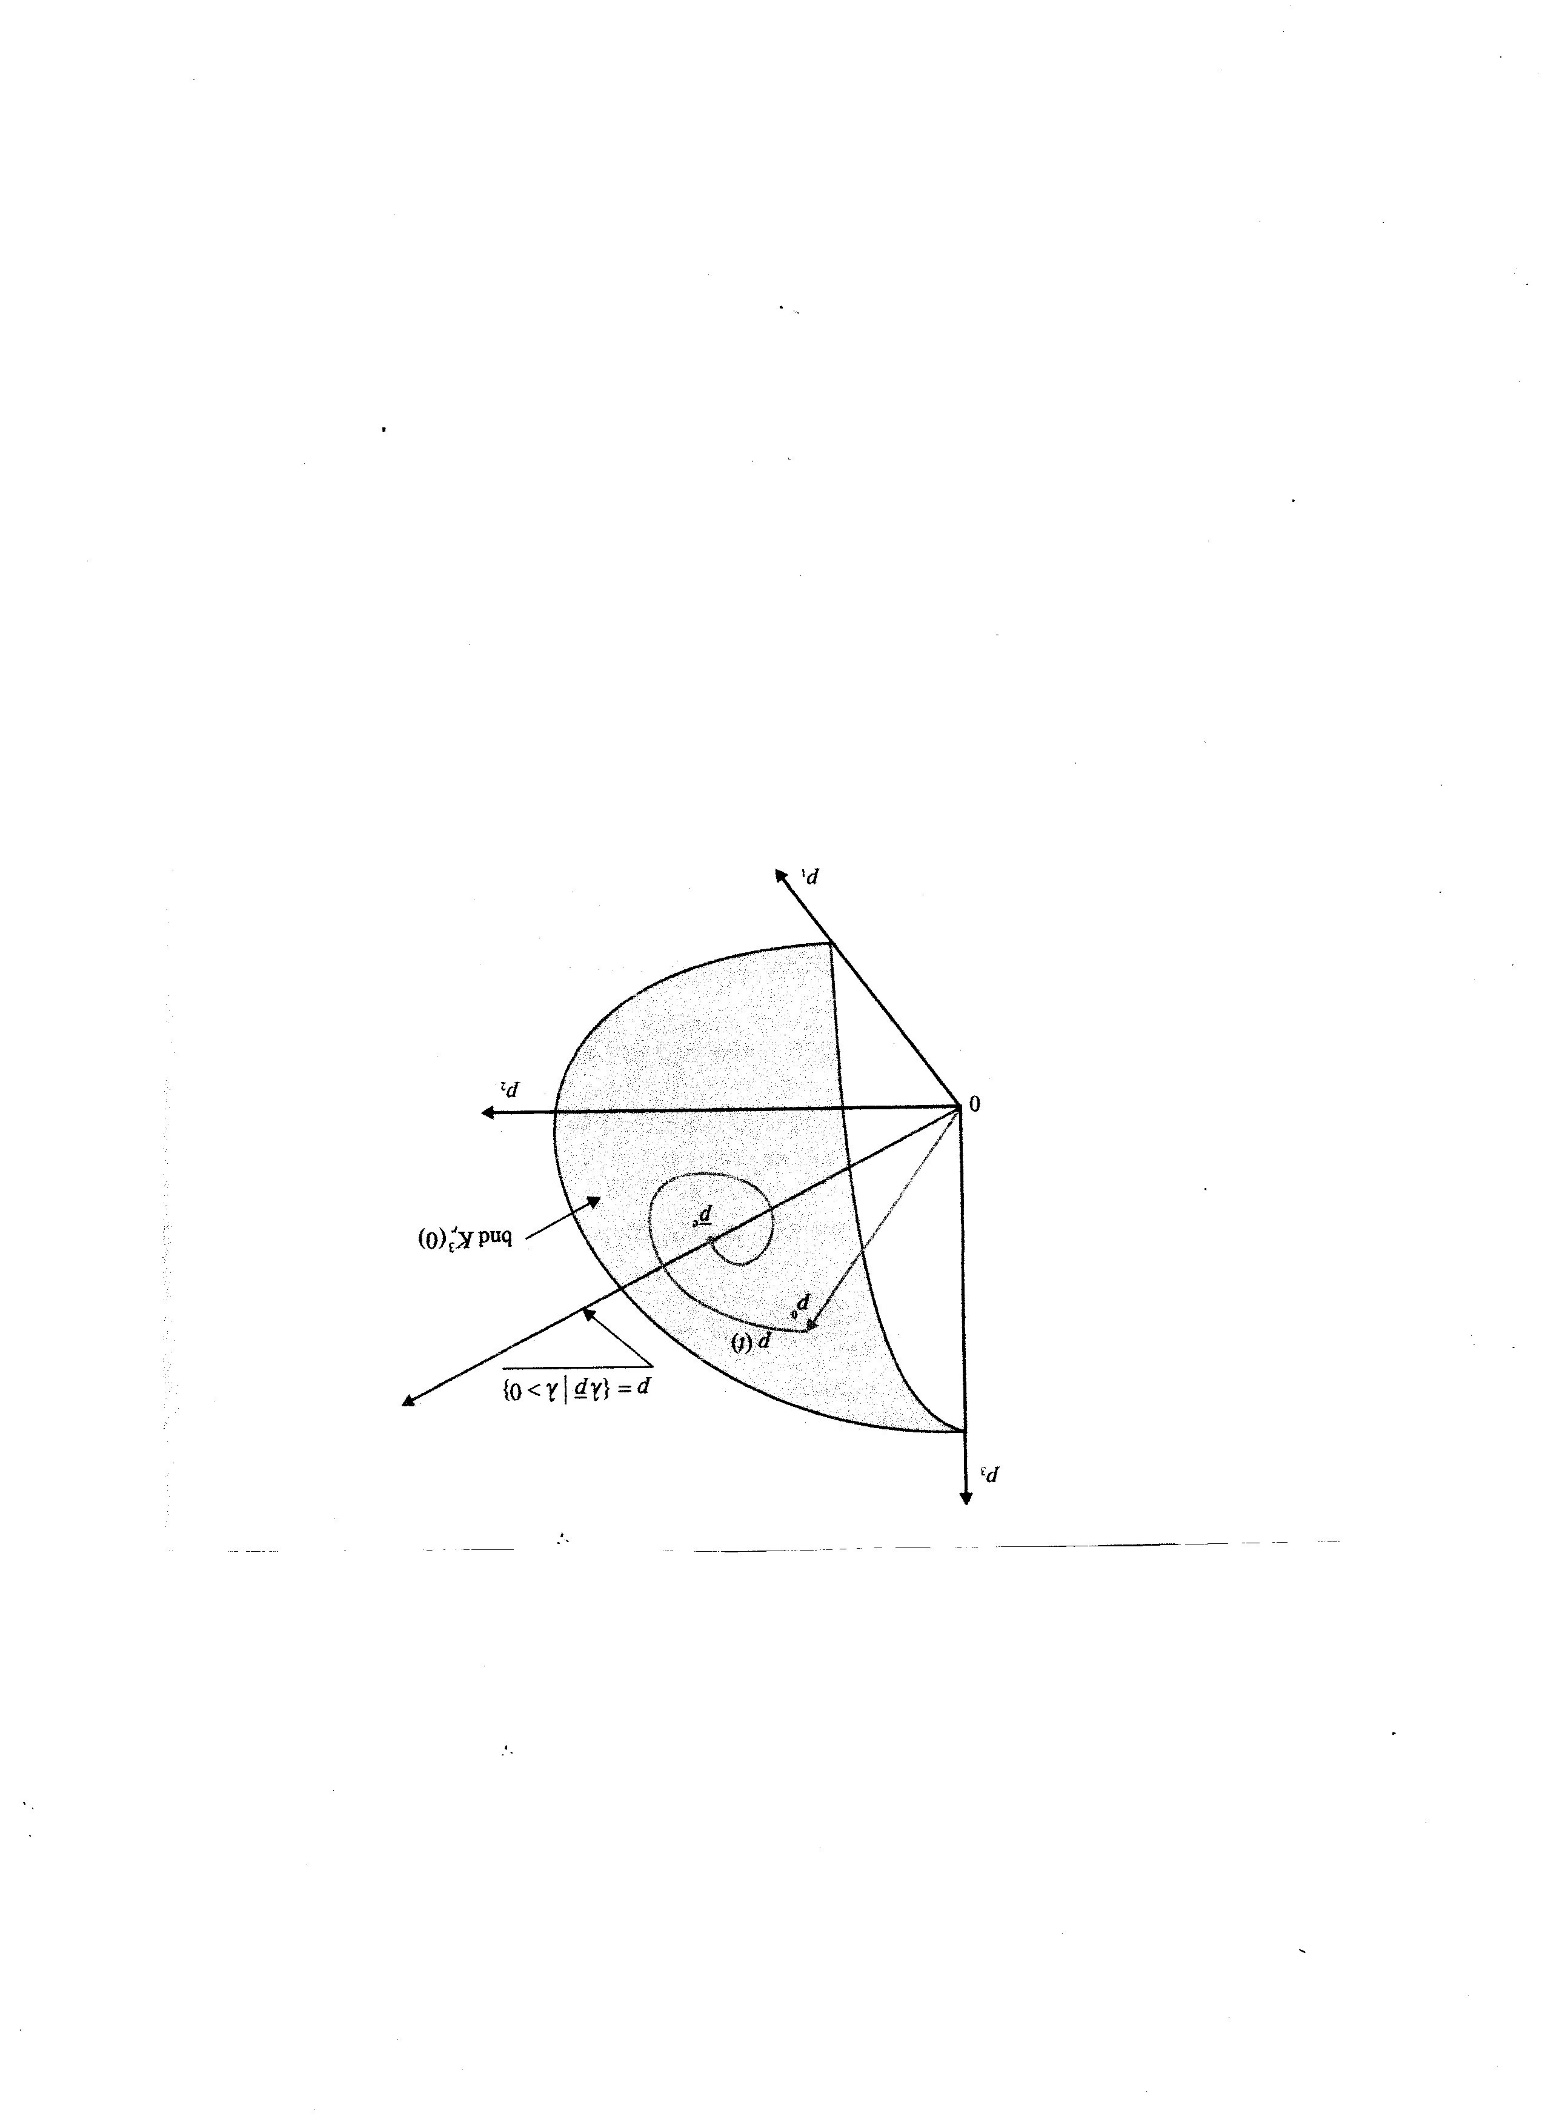 p₃
p = {λp̲ | λ > 0}
p(t)
p⁰
bnd K³ᵣ(0)
p̲ᵉ
0
p₂
p₁